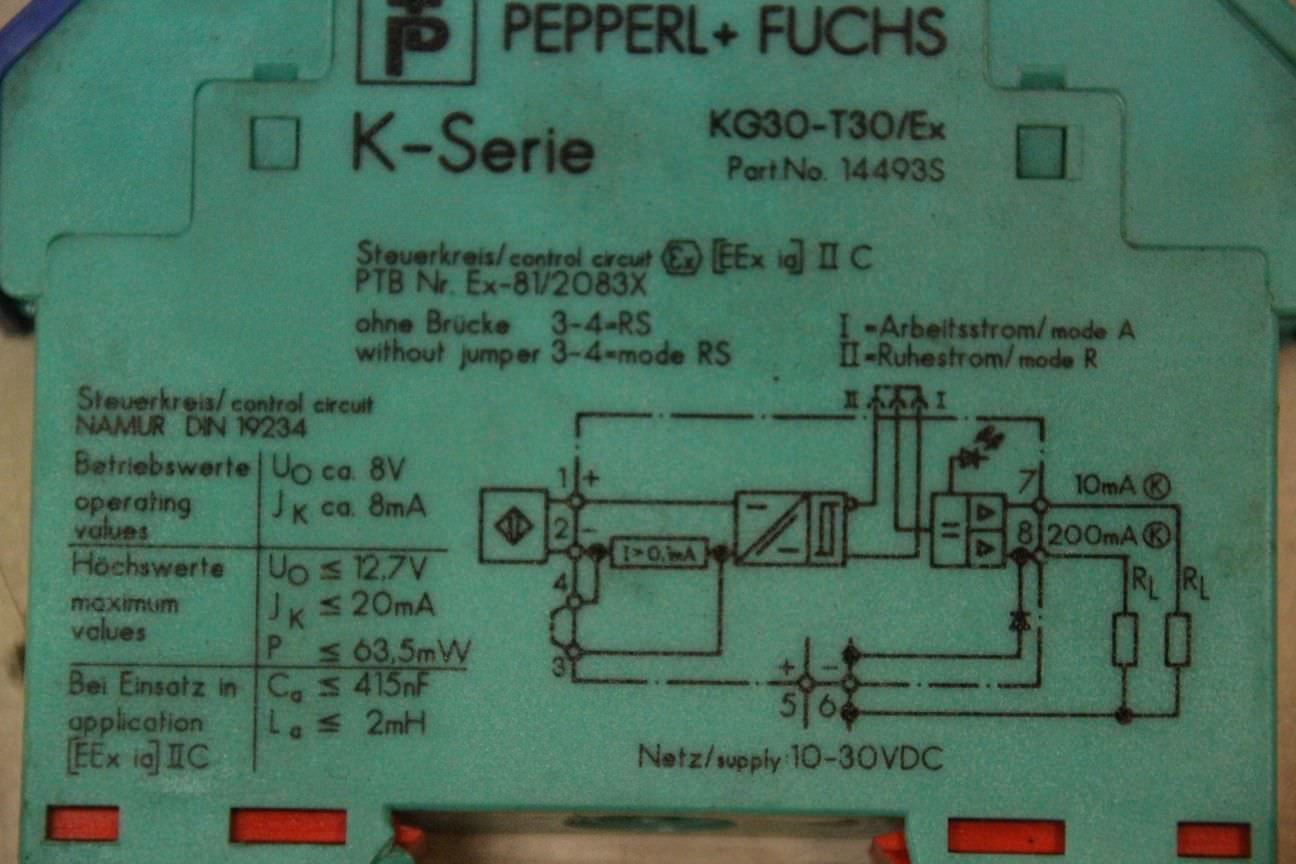 PEPPERL+ FUCHS
K-Serie
KG30-T30/Ex
Part.No. 14493S
Steuerkreis/control circuit Ex [EEx ia] II C
PTB Nr. Ex-81/2083X
ohne Brücke 3-4=RS
without jumper 3-4=mode RS
I =Arbeitsstrom/mode A
II=Ruhestrom/mode R
Steuerkreis/control circuit
NAMUR DIN 19234
Betriebswerte
operating
values
UO ca. 8V
JK ca. 8mA
Höchswerte
maximum
values
UO ≤ 12,7V
JK ≤ 20mA
P ≤ 63,5mW
Bei Einsatz in
application
[EEx ia] II C
Ca ≤ 415nF
La ≤ 2mH
II I
1 +
2 -
4
3
I>0,1mA
=
7 10mA K
8 200mA K
RL RL
+ -
5 6
Netz/supply:10-30VDC